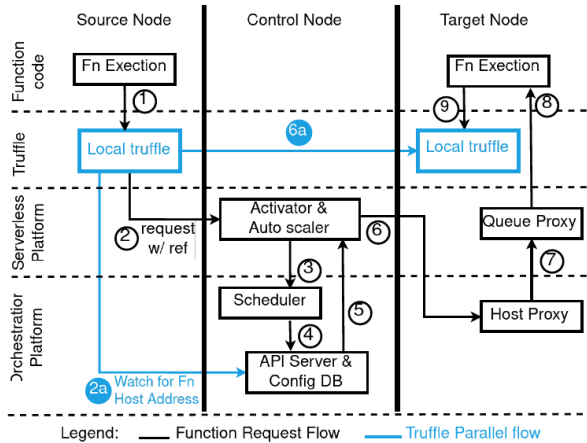 Source Node
Control Node
Target Node
Function
code
Fn Exection
1
Fn Exection
9
8
Truffle
Local truffle
6a
Local truffle
Serverless
Platform
2
request
w/ ref
Activator &
Auto scaler
6
Queue Proxy
3
7
Orchestration
Platform
Scheduler
4
5
Host Proxy
API Server &
Config DB
2a
Watch for Fn
Host Address
Legend:
Function Request Flow
Truffle Parallel flow